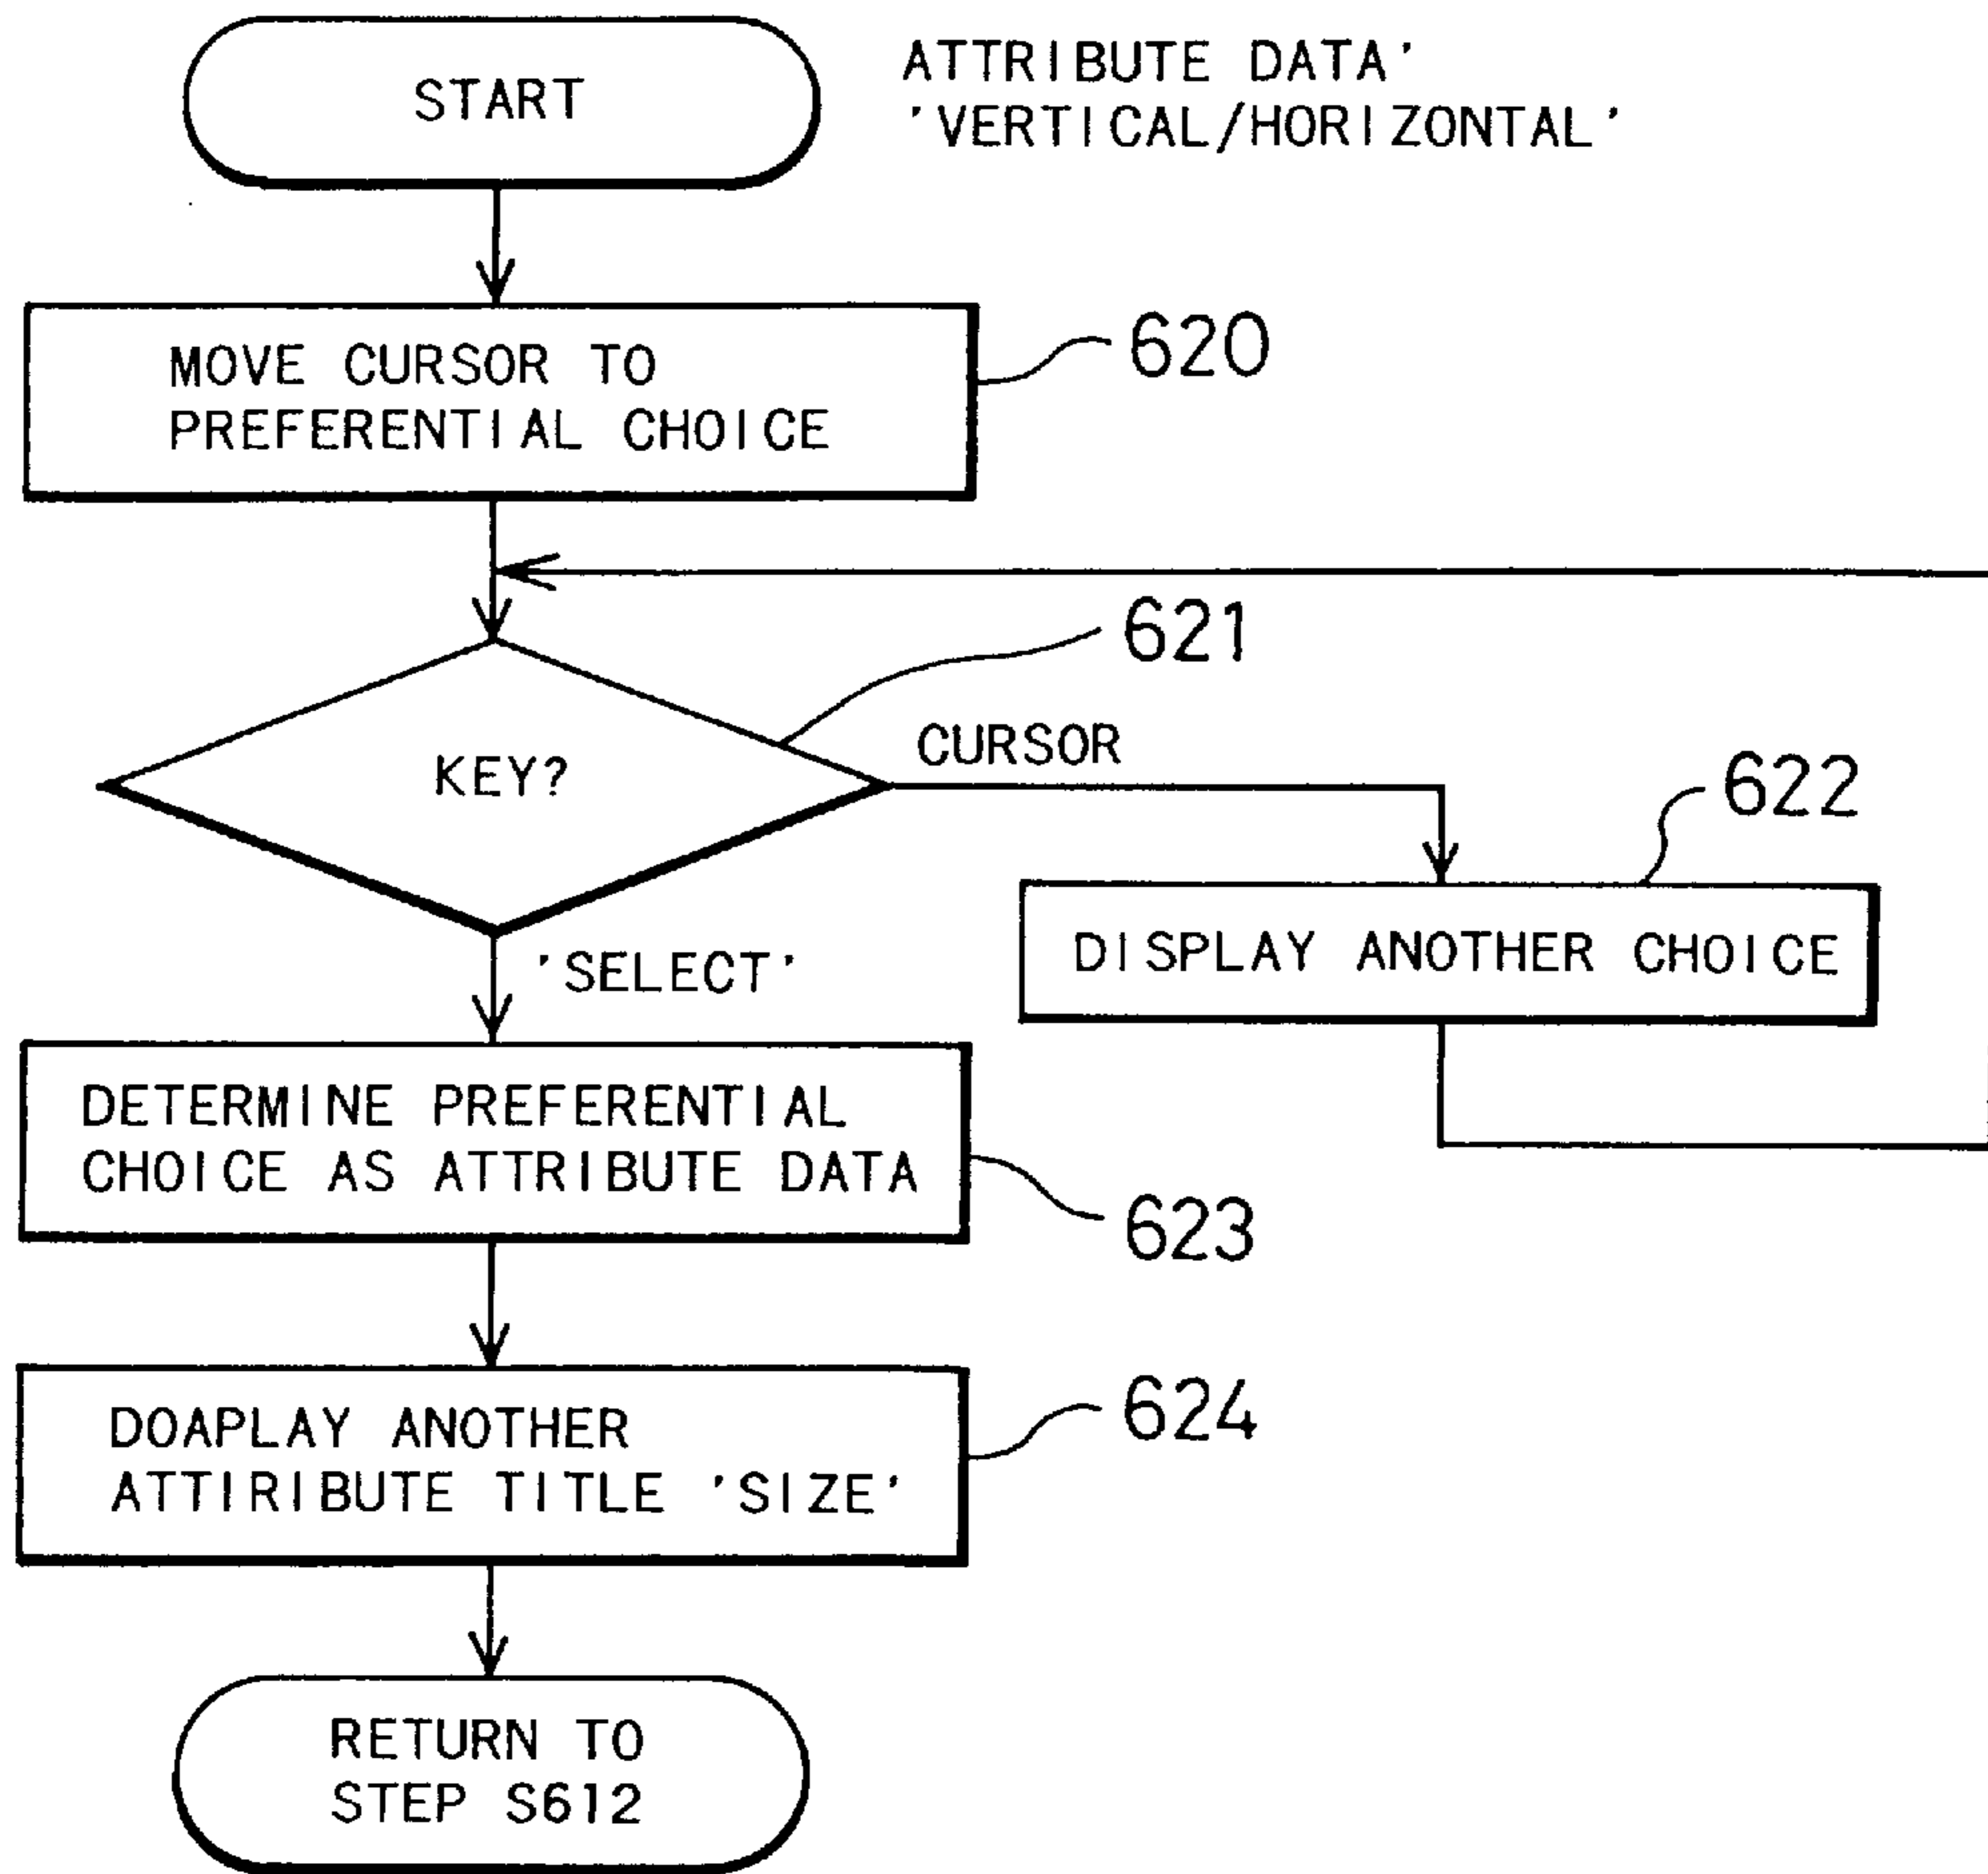 START
ATTRIBUTE DATA'
'VERTICAL/HORIZONTAL'
MOVE CURSOR TO
PREFERENTIAL CHOICE
620
621
KEY?
CURSOR
622
DISPLAY ANOTHER CHOICE
'SELECT'
DETERMINE PREFERENTIAL
CHOICE AS ATTRIBUTE DATA
623
DOAPLAY ANOTHER
ATTIRIBUTE TITLE 'SIZE'
624
RETURN TO
STEP S612